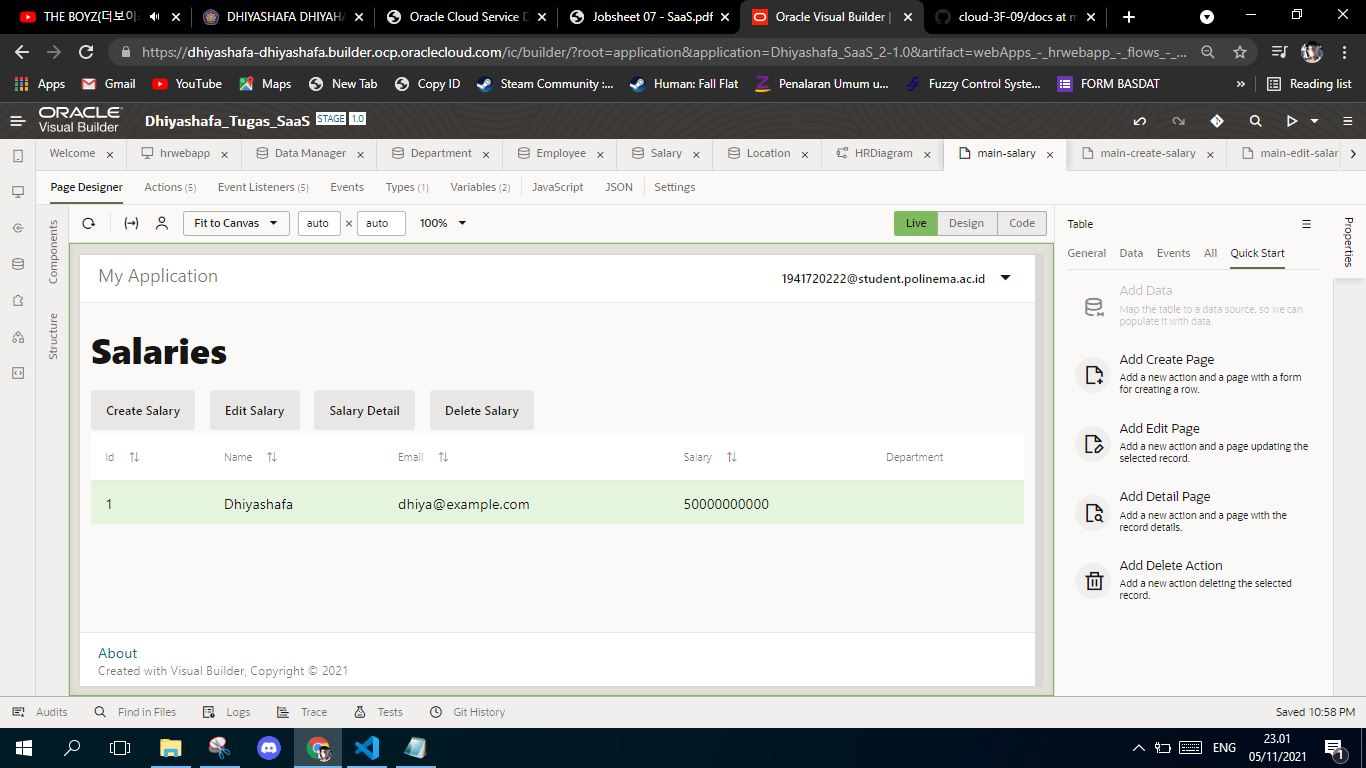 THE BOYZ(더보이
DHIYASHAFA DHIYAH
Oracle Cloud Service D
Jobsheet 07 - SaaS.pdf
Oracle Visual Builder |
cloud-3F-09/docs at m
https://dhiyashafa-dhiyashafa.builder.ocp.oraclecloud.com/ic/builder/?root=application&application=Dhiyashafa_SaaS_2-1.0&artifact=webApps_-_hrwebapp_-_flows_-_...
Apps
Gmail
YouTube
Maps
New Tab
Copy ID
Steam Community :...
Human: Fall Flat
Penalaran Umum u...
Fuzzy Control Syste...
FORM BASDAT
»
Reading list
ORACLE
Visual Builder
Dhiyashafa_Tugas_SaaS STAGE 1.0
Welcome
hrwebapp
Data Manager
Department
Employee
Salary
Location
HRDiagram
main-salary
main-create-salary
main-edit-salar
Page Designer
Actions (5)
Event Listeners (5)
Events
Types (1)
Variables (2)
JavaScript
JSON
Settings
Components
Structure
Fit to Canvas
auto × auto
100%
Live
Design
Code
My Application
1941720222@student.polinema.ac.id
Salaries
Create Salary
Edit Salary
Salary Detail
Delete Salary
Id
Name
Email
Salary
Department
1
Dhiyashafa
dhiya@example.com
50000000000
About
Created with Visual Builder, Copyright © 2021
Table
Properties
General
Data
Events
All
Quick Start
Add Data
Map the table to a data source, so we can
populate it with data.
Add Create Page
Add a new action and a page with a form
for creating a row.
Add Edit Page
Add a new action and a page updating the
selected record.
Add Detail Page
Add a new action and a page with the
record details.
Add Delete Action
Add a new action deleting the selected
record.
Audits
Find in Files
Logs
Trace
Tests
Git History
Saved 10:58 PM
ENG
23.01
05/11/2021
1